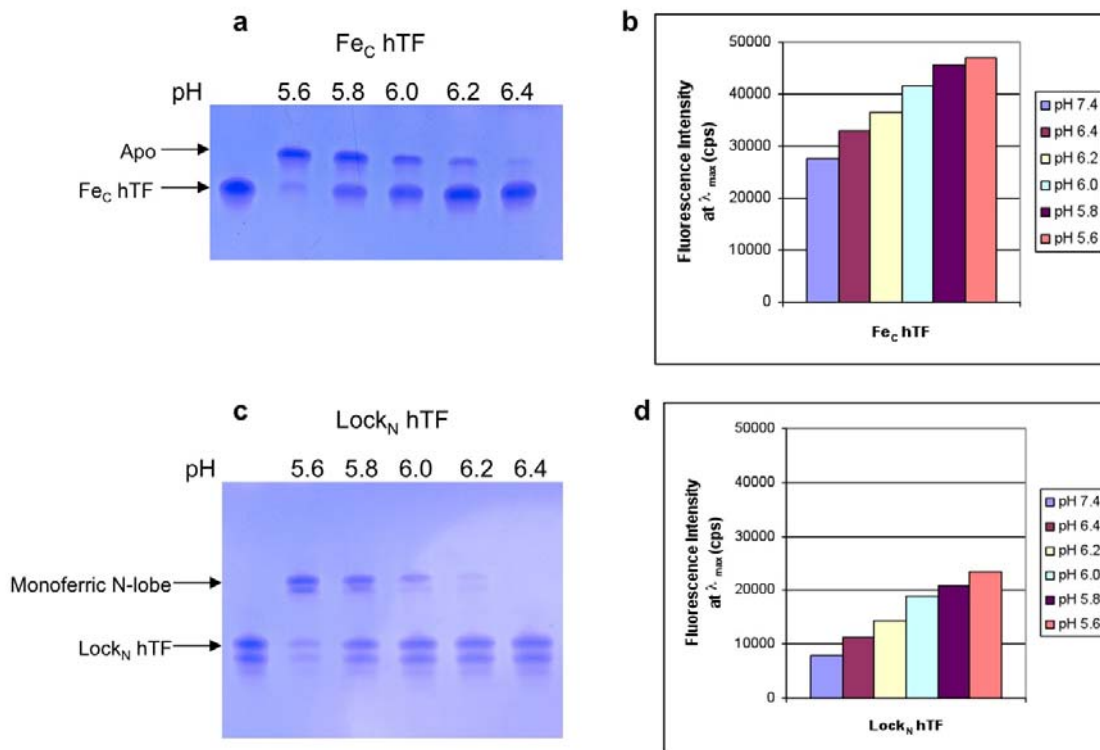 a
Fe_C hTF
pH 5.6 5.8 6.0 6.2 6.4
Apo
Fe_C hTF
b
50000
40000
30000
20000
10000
0
Fluorescence Intensity
at λ max (cps)
Fe_C hTF
pH 7.4
pH 6.4
pH 6.2
pH 6.0
pH 5.8
pH 5.6
c
Lock_N hTF
pH 5.6 5.8 6.0 6.2 6.4
Monoferric N-lobe
Lock_N hTF
d
50000
40000
30000
20000
10000
0
Fluorescence Intensity
at λ max (cps)
Lock_N hTF
pH 7.4
pH 6.4
pH 6.2
pH 6.0
pH 5.8
pH 5.6